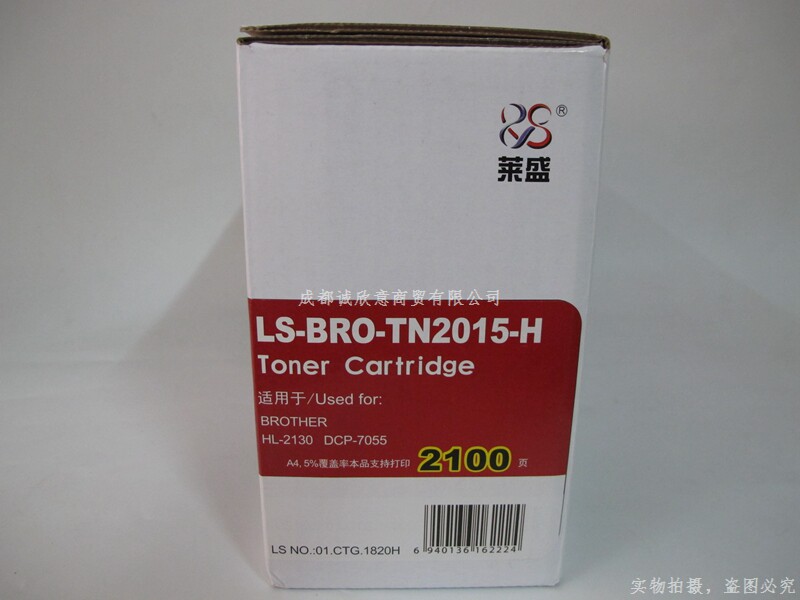 ®
莱盛
成都诚欣意商贸有限公司
LS-BRO-TN2015-H
Toner Cartridge
适用于/Used for:
BROTHER
HL-2130 DCP-7055
A4, 5%覆盖率本品支持打印 2100 页
LS NO.:01.CTG.1820H
6 940136 162224
实物拍摄，盗图必究